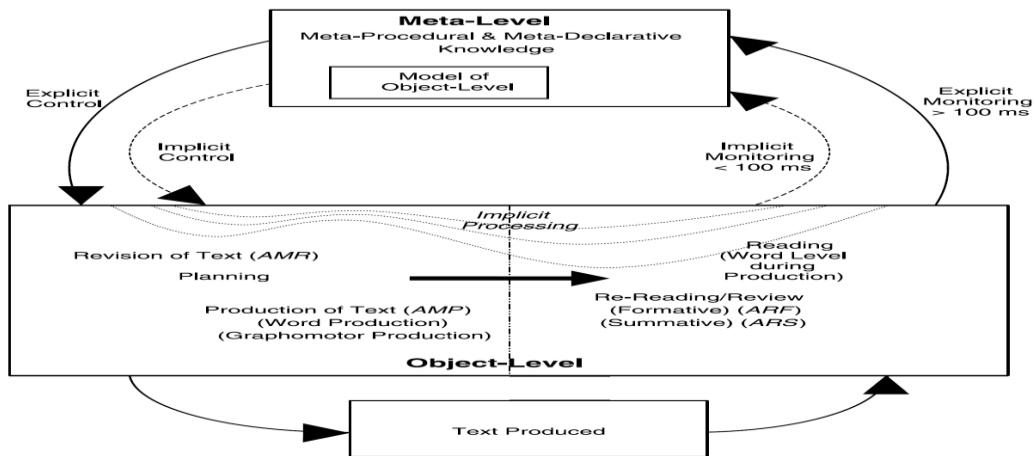 Meta-Level
Meta-Procedural & Meta-Declarative
Knowledge
Model of
Object-Level
Explicit
Control
Implicit
Control
Implicit
Monitoring
< 100 ms
Explicit
Monitoring
> 100 ms
Implicit
Processing
Revision of Text (AMR)
Planning
Production of Text (AMP)
(Word Production)
(Graphomotor Production)
Reading
(Word Level
during
Production)
Re-Reading/Review
(Formative) (ARF)
(Summative) (ARS)
Object-Level
Text Produced